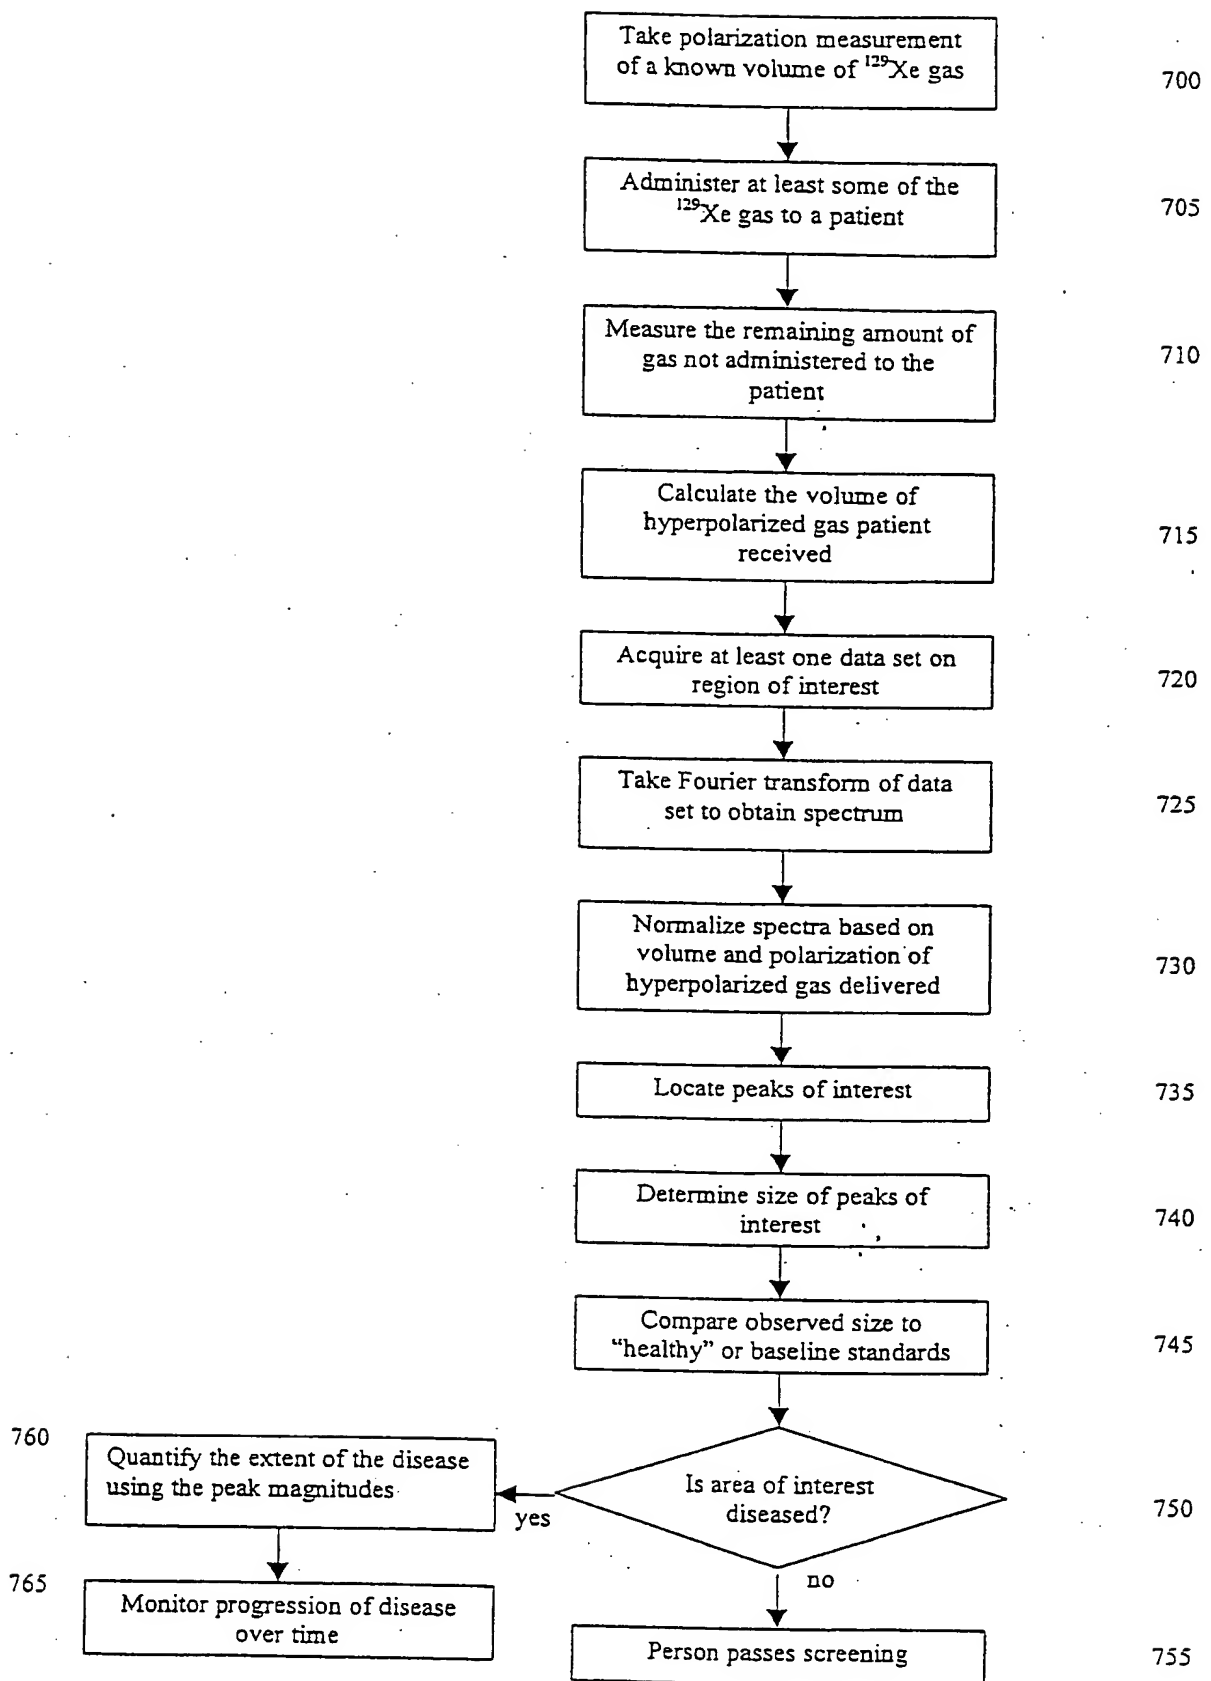 Take polarization measurement
of a known volume of ¹²⁹Xe gas
700
Administer at least some of the
¹²⁹Xe gas to a patient
705
Measure the remaining amount of
gas not administered to the
patient
710
Calculate the volume of
hyperpolarized gas patient
received
715
Acquire at least one data set on
region of interest
720
Take Fourier transform of data
set to obtain spectrum
725
Normalize spectra based on
volume and polarization of
hyperpolarized gas delivered
730
Locate peaks of interest
735
Determine size of peaks of
interest
740
Compare observed size to
“healthy” or baseline standards
745
Is area of interest
diseased?
750
yes
760
Quantify the extent of the disease
using the peak magnitudes
765
Monitor progression of disease
over time
no
Person passes screening
755